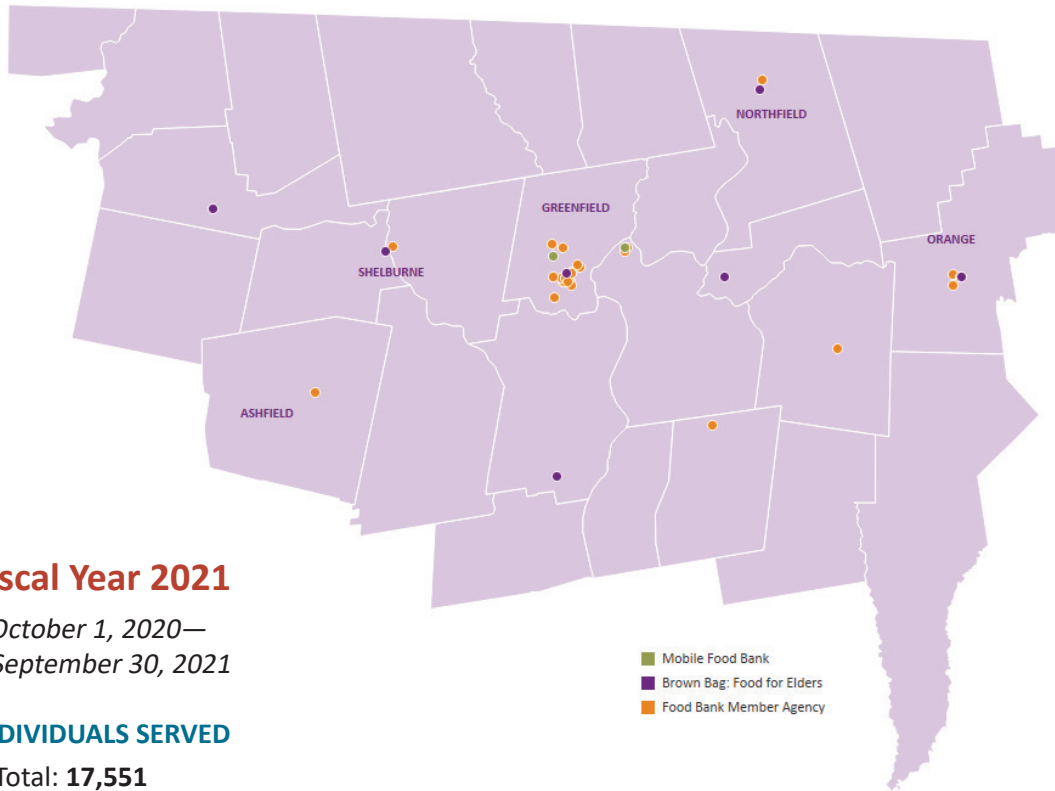 NORTHFIELD
GREENFIELD
ORANGE
SHELBURNE
ASHFIELD
scal Year 2021
October 1, 2020—
September 30, 2021
DIVIDUALS SERVED
Total: 17,551
Mobile Food Bank
Brown Bag: Food for Elders
Food Bank Member Agency